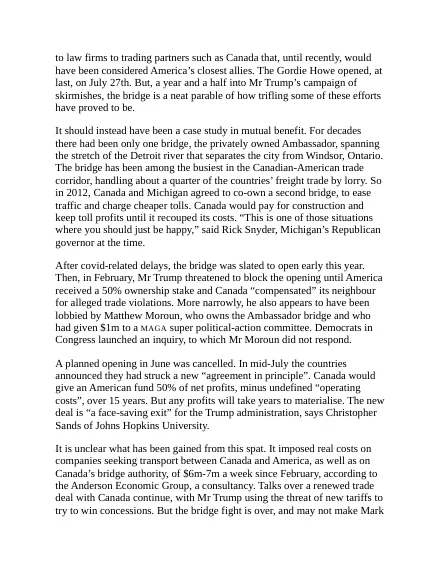 to law firms to trading partners such as Canada that, until recently, would
have been considered America’s closest allies. The Gordie Howe opened, at
last, on July 27th. But, a year and a half into Mr Trump’s campaign of
skirmishes, the bridge is a neat parable of how trifling some of these efforts
have proved to be.
It should instead have been a case study in mutual benefit. For decades
there had been only one bridge, the privately owned Ambassador, spanning
the stretch of the Detroit river that separates the city from Windsor, Ontario.
The bridge has been among the busiest in the Canadian-American trade
corridor, handling about a quarter of the countries’ freight trade by lorry. So
in 2012, Canada and Michigan agreed to co-own a second bridge, to ease
traffic and charge cheaper tolls. Canada would pay for construction and
keep toll profits until it recouped its costs. “This is one of those situations
where you should just be happy,” said Rick Snyder, Michigan’s Republican
governor at the time.
After covid-related delays, the bridge was slated to open early this year.
Then, in February, Mr Trump threatened to block the opening until America
received a 50% ownership stake and Canada “compensated” its neighbour
for alleged trade violations. More narrowly, he also appears to have been
lobbied by Matthew Moroun, who owns the Ambassador bridge and who
had given $1m to a MAGA super political-action committee. Democrats in
Congress launched an inquiry, to which Mr Moroun did not respond.
A planned opening in June was cancelled. In mid-July the countries
announced they had struck a new “agreement in principle”. Canada would
give an American fund 50% of net profits, minus undefined “operating
costs”, over 15 years. But any profits will take years to materialise. The new
deal is “a face-saving exit” for the Trump administration, says Christopher
Sands of Johns Hopkins University.
It is unclear what has been gained from this spat. It imposed real costs on
companies seeking transport between Canada and America, as well as on
Canada’s bridge authority, of $6m-7m a week since February, according to
the Anderson Economic Group, a consultancy. Talks over a renewed trade
deal with Canada continue, with Mr Trump using the threat of new tariffs to
try to win concessions. But the bridge fight is over, and may not make Mark